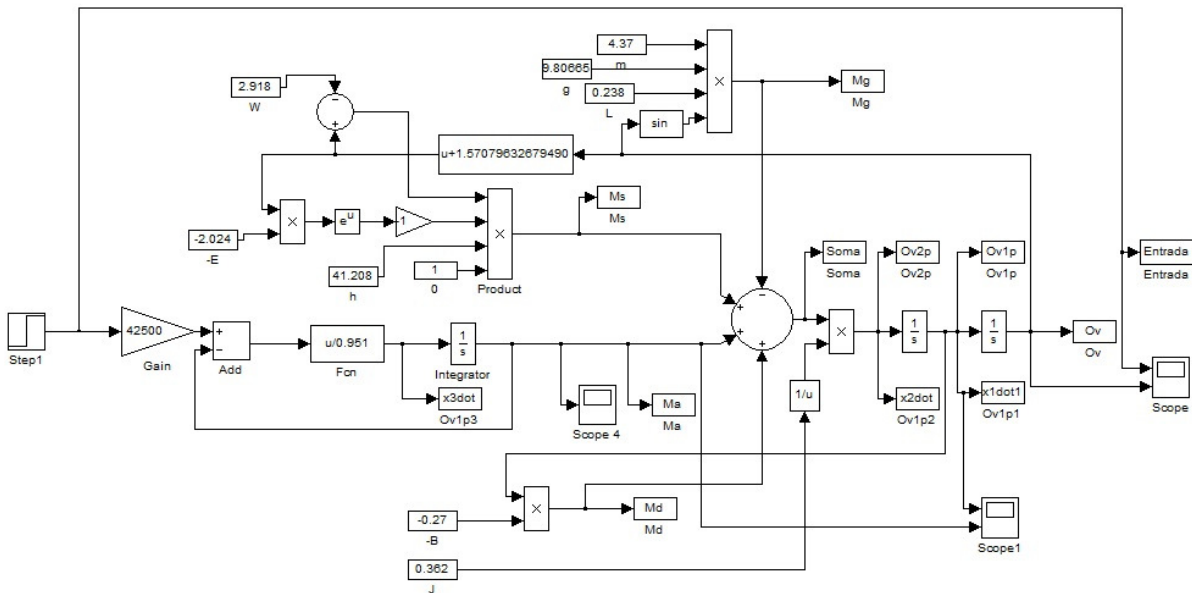 4.37
m
9.80665
g
0.238
L
sin
×
Mg
Mg
2.918
W
−
+
u+1.57079632679490
-2.024
-E
×
e^u
1
41.208
h
1
0
×
Product
Ms
Ms
Step1
42500
Gain
+
−
Add
u/0.951
Fcn
1
s
Integrator
x3dot
Ov1p3
Scope 4
Ma
Ma
−
+
+
+
Soma
Soma
×
1/u
Ov2p
Ov2p
1
s
x2dot
Ov1p2
Ov1p
Ov1p
1
s
x1dot1
Ov1p1
Entrada
Entrada
Ov
Ov
Scope
Scope1
-0.27
-B
×
Md
Md
0.362
J